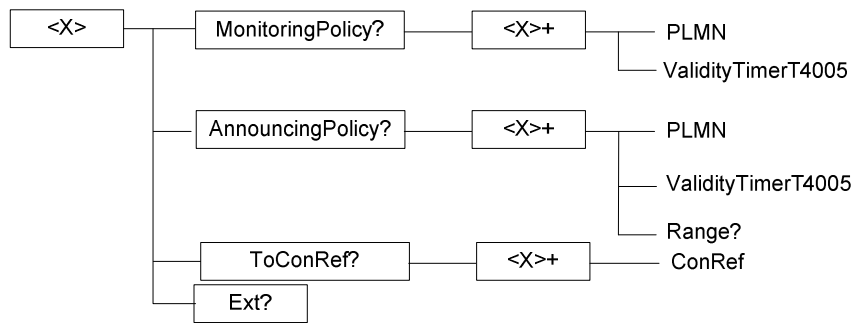 <X> MonitoringPolicy? <X>+ PLMN
ValidityTimerT4005
AnnouncingPolicy? <X>+ PLMN
ValidityTimerT4005
Range?
ToConRef? <X>+ ConRef
Ext?